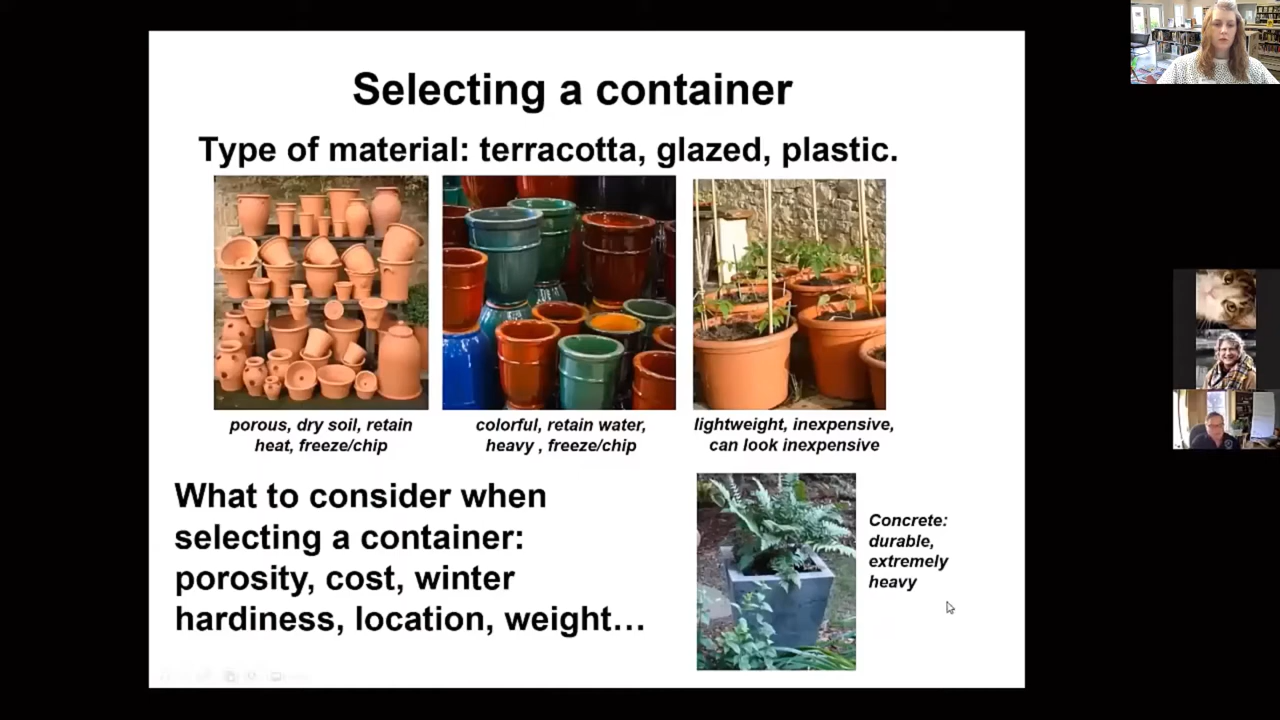 Selecting a container
Type of material: terracotta, glazed, plastic.
porous, dry soil, retain
heat, freeze/chip
colorful, retain water,
heavy , freeze/chip
lightweight, inexpensive,
can look inexpensive
What to consider when
selecting a container:
porosity, cost, winter
hardiness, location, weight…
Concrete:
durable,
extremely
heavy